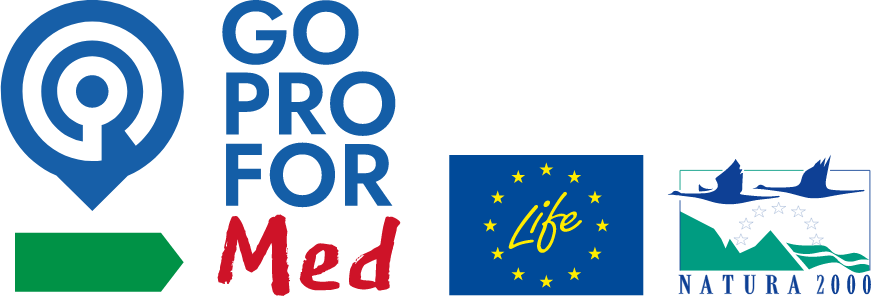 GO
PRO
FOR
Med
Life
NATURA 2000